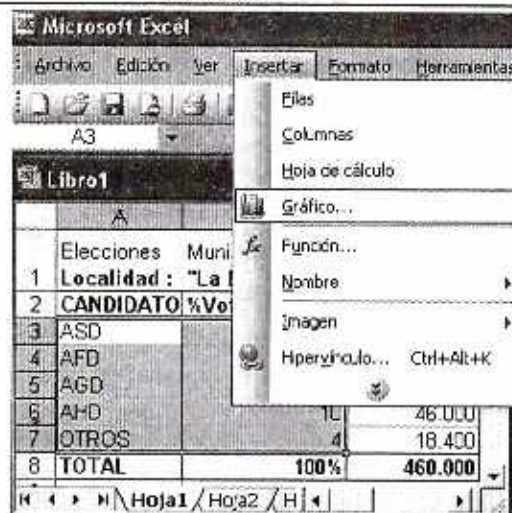 Microsoft Excel
Archivo Edición Ver Insertar Formato Herramientas
A3
Filas
Columnas
Hoja de cálculo
Gráfico...
Función...
Nombre
Imagen
Hipervínculo... Ctrl+Alt+K
Libro1
A
Elecciones Muni
1 Localidad : "La
2 CANDIDATO %Vot
3 ASD
4 AFD
5 AGD
6 AHD 10 46.000
7 OTROS 4 18.400
8 TOTAL 100% 460.000
Hoja1 Hoja2 H